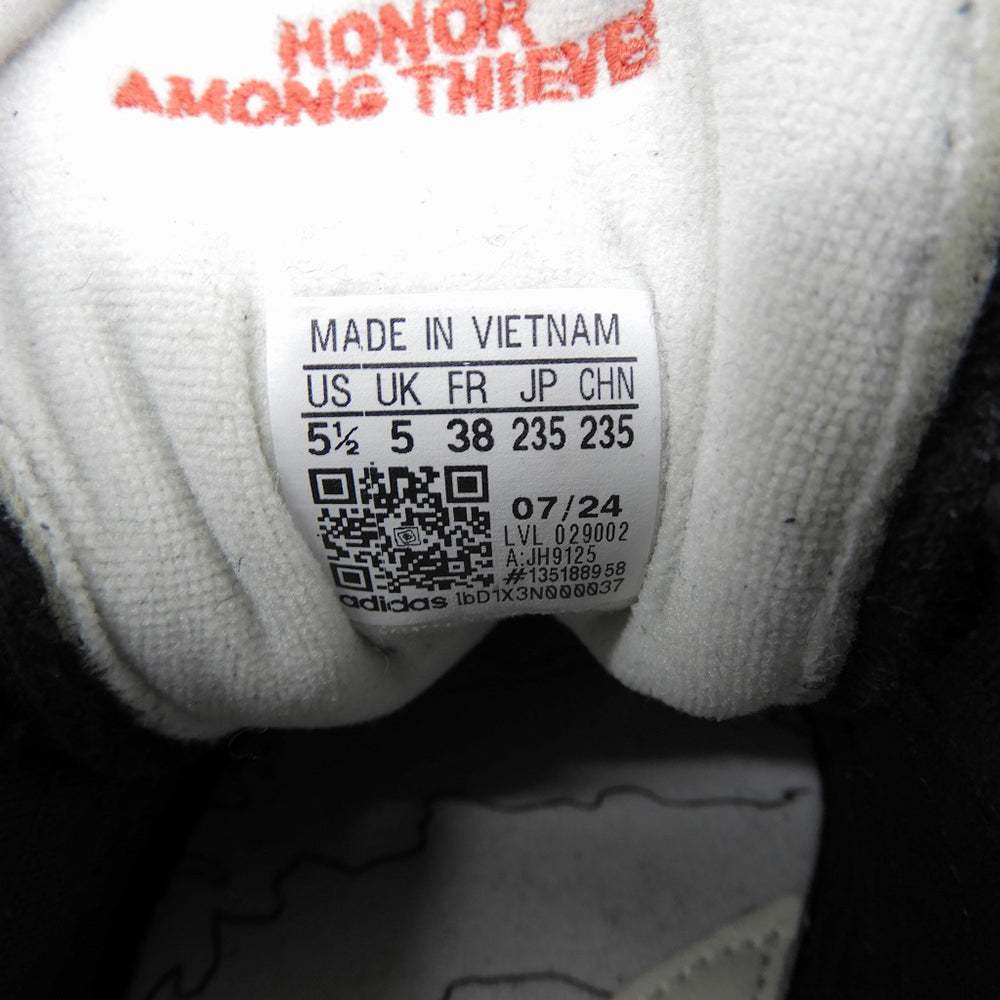 HONOR
AMONG THIEVES
MADE IN VIETNAM
US UK FR JP CHN
5½ 5 38 235 235
07/24
LVL 029002
A:JH9125
#135188958
adidas 1bD1X3N000037